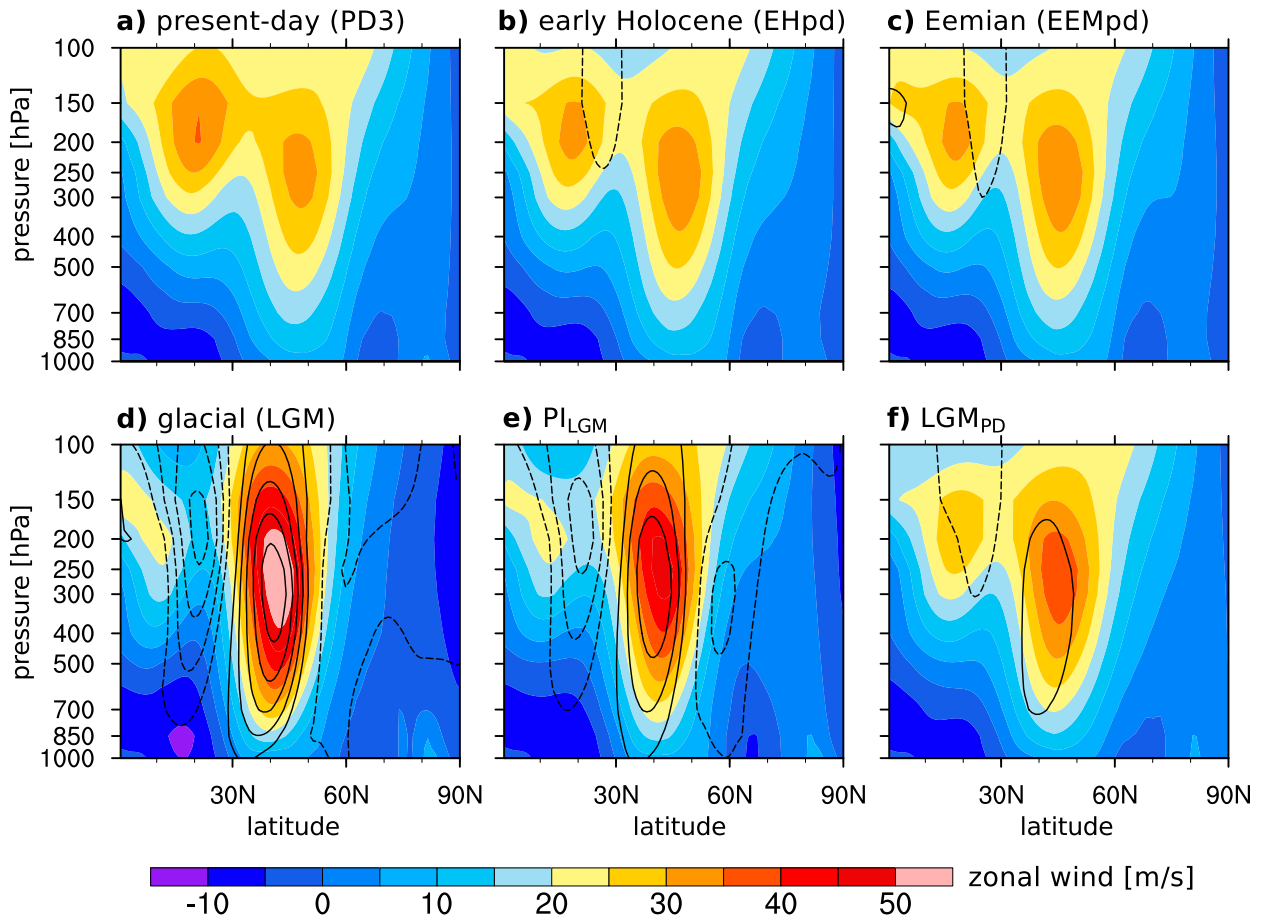 a) present-day (PD3)
b) early Holocene (EHpd)
c) Eemian (EEMpd)
100
150
200
250
300
400
500
700
850
1000
pressure [hPa]
d) glacial (LGM)
e) PI_LGM
f) LGM_PD
100
150
200
250
300
400
500
700
850
1000
pressure [hPa]
30N 60N 90N
30N 60N 90N
30N 60N 90N
latitude
latitude
latitude
-10 0 10 20 30 40 50
zonal wind [m/s]